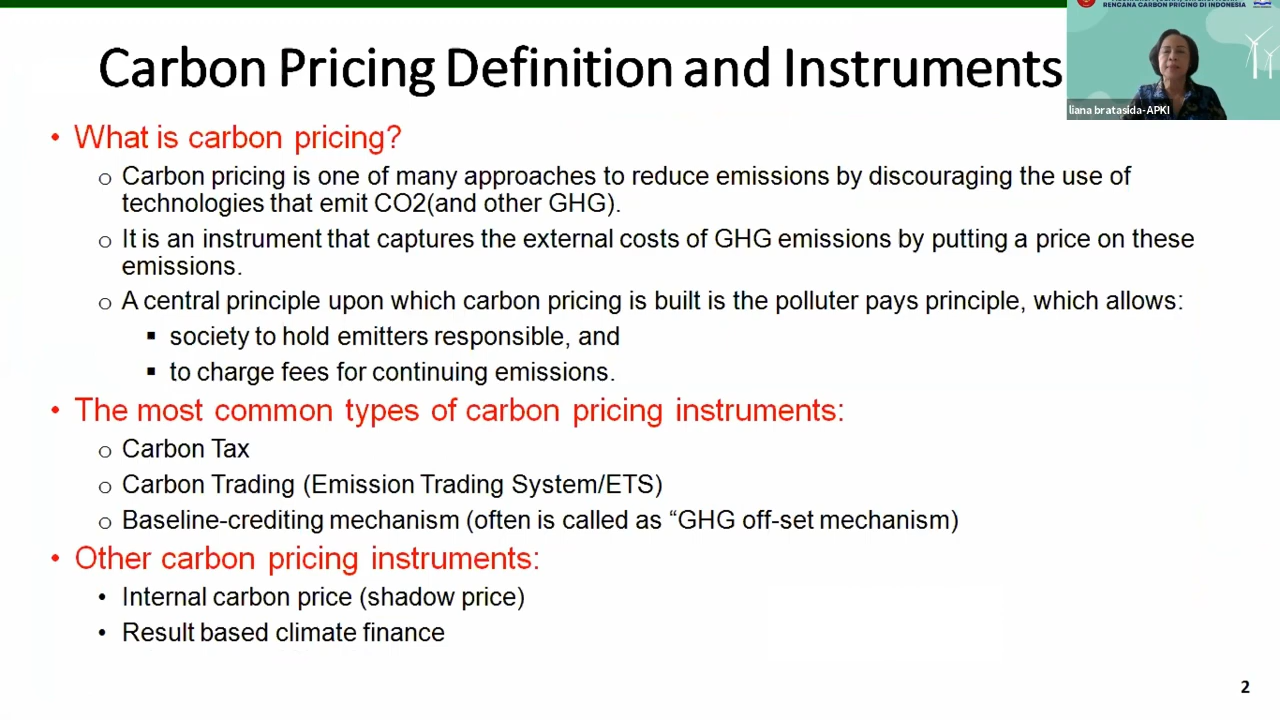 RENCANA CARBON PRICING DI INDONESIA
Carbon Pricing Definition and Instruments
liana bratasida-APKI
• What is carbon pricing?
o Carbon pricing is one of many approaches to reduce emissions by discouraging the use of
technologies that emit CO2(and other GHG).
o It is an instrument that captures the external costs of GHG emissions by putting a price on these
emissions.
o A central principle upon which carbon pricing is built is the polluter pays principle, which allows:
▪ society to hold emitters responsible, and
▪ to charge fees for continuing emissions.
• The most common types of carbon pricing instruments:
o Carbon Tax
o Carbon Trading (Emission Trading System/ETS)
o Baseline-crediting mechanism (often is called as “GHG off-set mechanism)
• Other carbon pricing instruments:
• Internal carbon price (shadow price)
• Result based climate finance
2